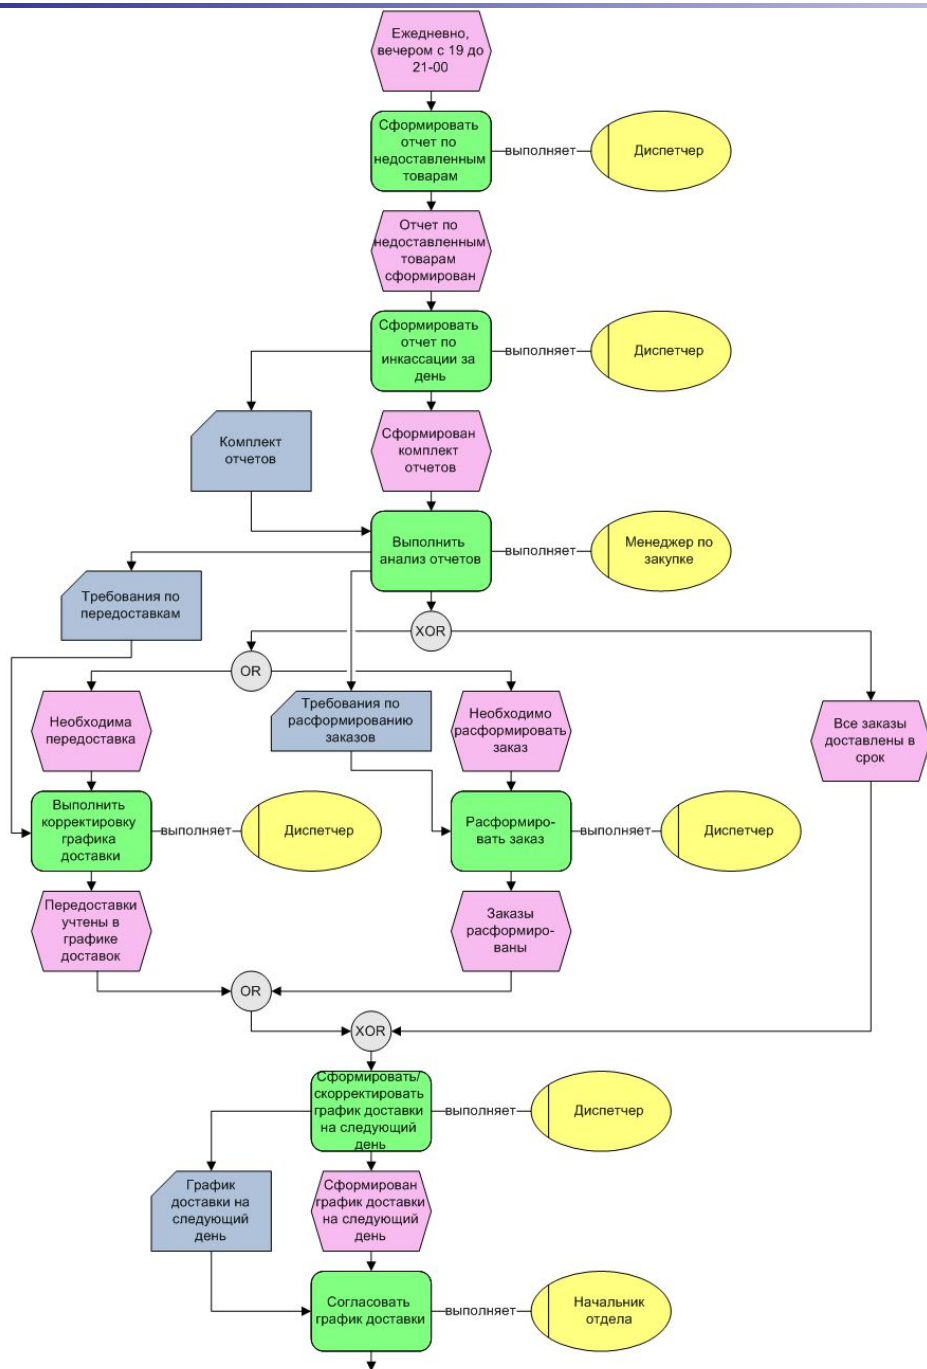 Ежедневно,
вечером с 19 до
21-00
Сформировать
отчет по
недоставленным
товарам
выполняет
Диспетчер
Отчет по
недоставленным
товарам
сформирован
Сформировать
отчет по
инкассации за
день
выполняет
Диспетчер
Комплект
отчетов
Сформирован
комплект
отчетов
Выполнить
анализ отчетов
выполняет
Менеджер по
закупке
Требования по
передоставкам
XOR
OR
Необходима
передоставка
Требования по
расформированию
заказов
Необходимо
расформировать
заказ
Все заказы
доставлены в
срок
Выполнить
корректировку
графика
доставки
выполняет
Диспетчер
Расформиро-
вать заказ
выполняет
Диспетчер
Передоставки
учтены в
графике
доставок
Заказы
расформиро-
ваны
OR
XOR
Сформировать/
скорректировать
график доставки
на следующий
день
выполняет
Диспетчер
График
доставки на
следующий
день
Сформирован
график доставки
на следующий
день
Согласовать
график доставки
выполняет
Начальник
отдела